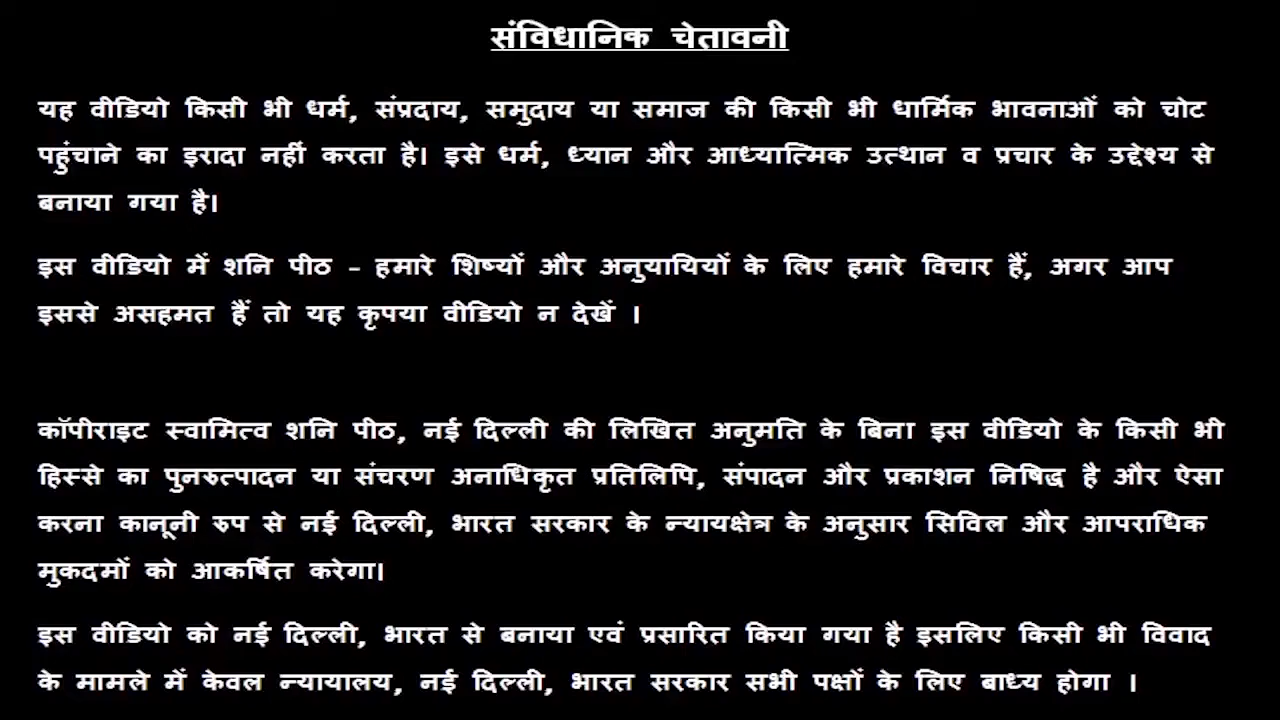 संविधानिक चेतावनी
यह वीडियो किसी भी धर्म, संप्रदाय, समुदाय या समाज की किसी भी धार्मिक भावनाओं को चोट
पहुंचाने का इरादा नहीं करता है। इसे धर्म, ध्यान और आध्यात्मिक उत्थान व प्रचार के उद्देश्य से
बनाया गया है।
इस वीडियो में शनि पीठ – हमारे शिष्यों और अनुयायियों के लिए हमारे विचार हैं, अगर आप
इससे असहमत हैं तो यह कृपया वीडियो न देखें ।
कॉपीराइट स्वामित्व शनि पीठ, नई दिल्ली की लिखित अनुमति के बिना इस वीडियो के किसी भी
हिस्से का पुनरुत्पादन या संचरण अनाधिकृत प्रतिलिपि, संपादन और प्रकाशन निषिद्ध है और ऐसा
करना कानूनी रुप से नई दिल्ली, भारत सरकार के न्यायक्षेत्र के अनुसार सिविल और आपराधिक
मुकदमों को आकर्षित करेगा।
इस वीडियो को नई दिल्ली, भारत से बनाया एवं प्रसारित किया गया है इसलिए किसी भी विवाद
के मामले में केवल न्यायालय, नई दिल्ली, भारत सरकार सभी पक्षों के लिए बाध्य होगा ।